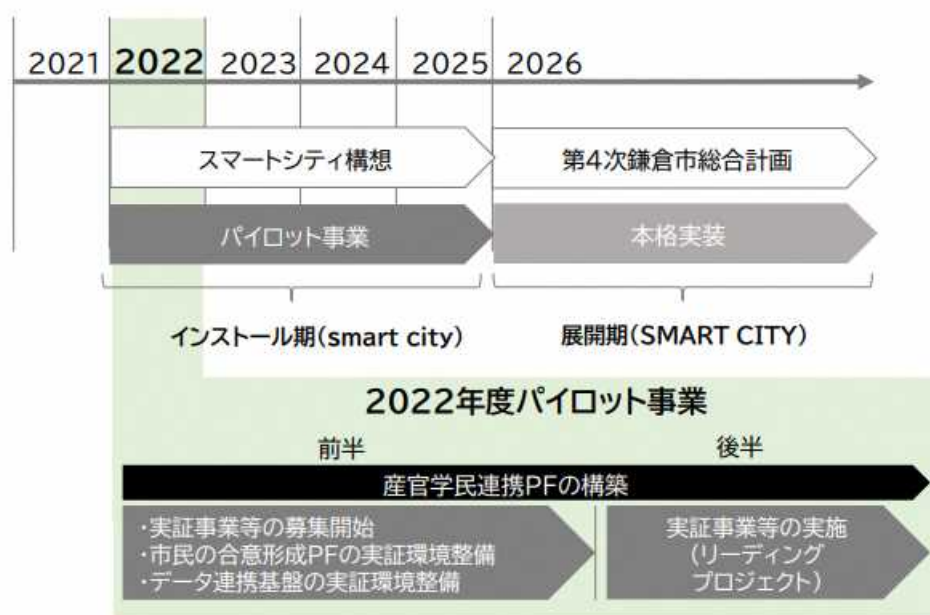 2021 2022 2023 2024 2025 2026
スマートシティ構想
第4次鎌倉市総合計画
パイロット事業
本格実装
インストール期(smart city)
展開期(SMART CITY)
2022年度パイロット事業
前半
後半
産官学民連携PFの構築
・実証事業等の募集開始
・市民の合意形成PFの実証環境整備
・データ連携基盤の実証環境整備
実証事業等の実施
(リーディング
プロジェクト)